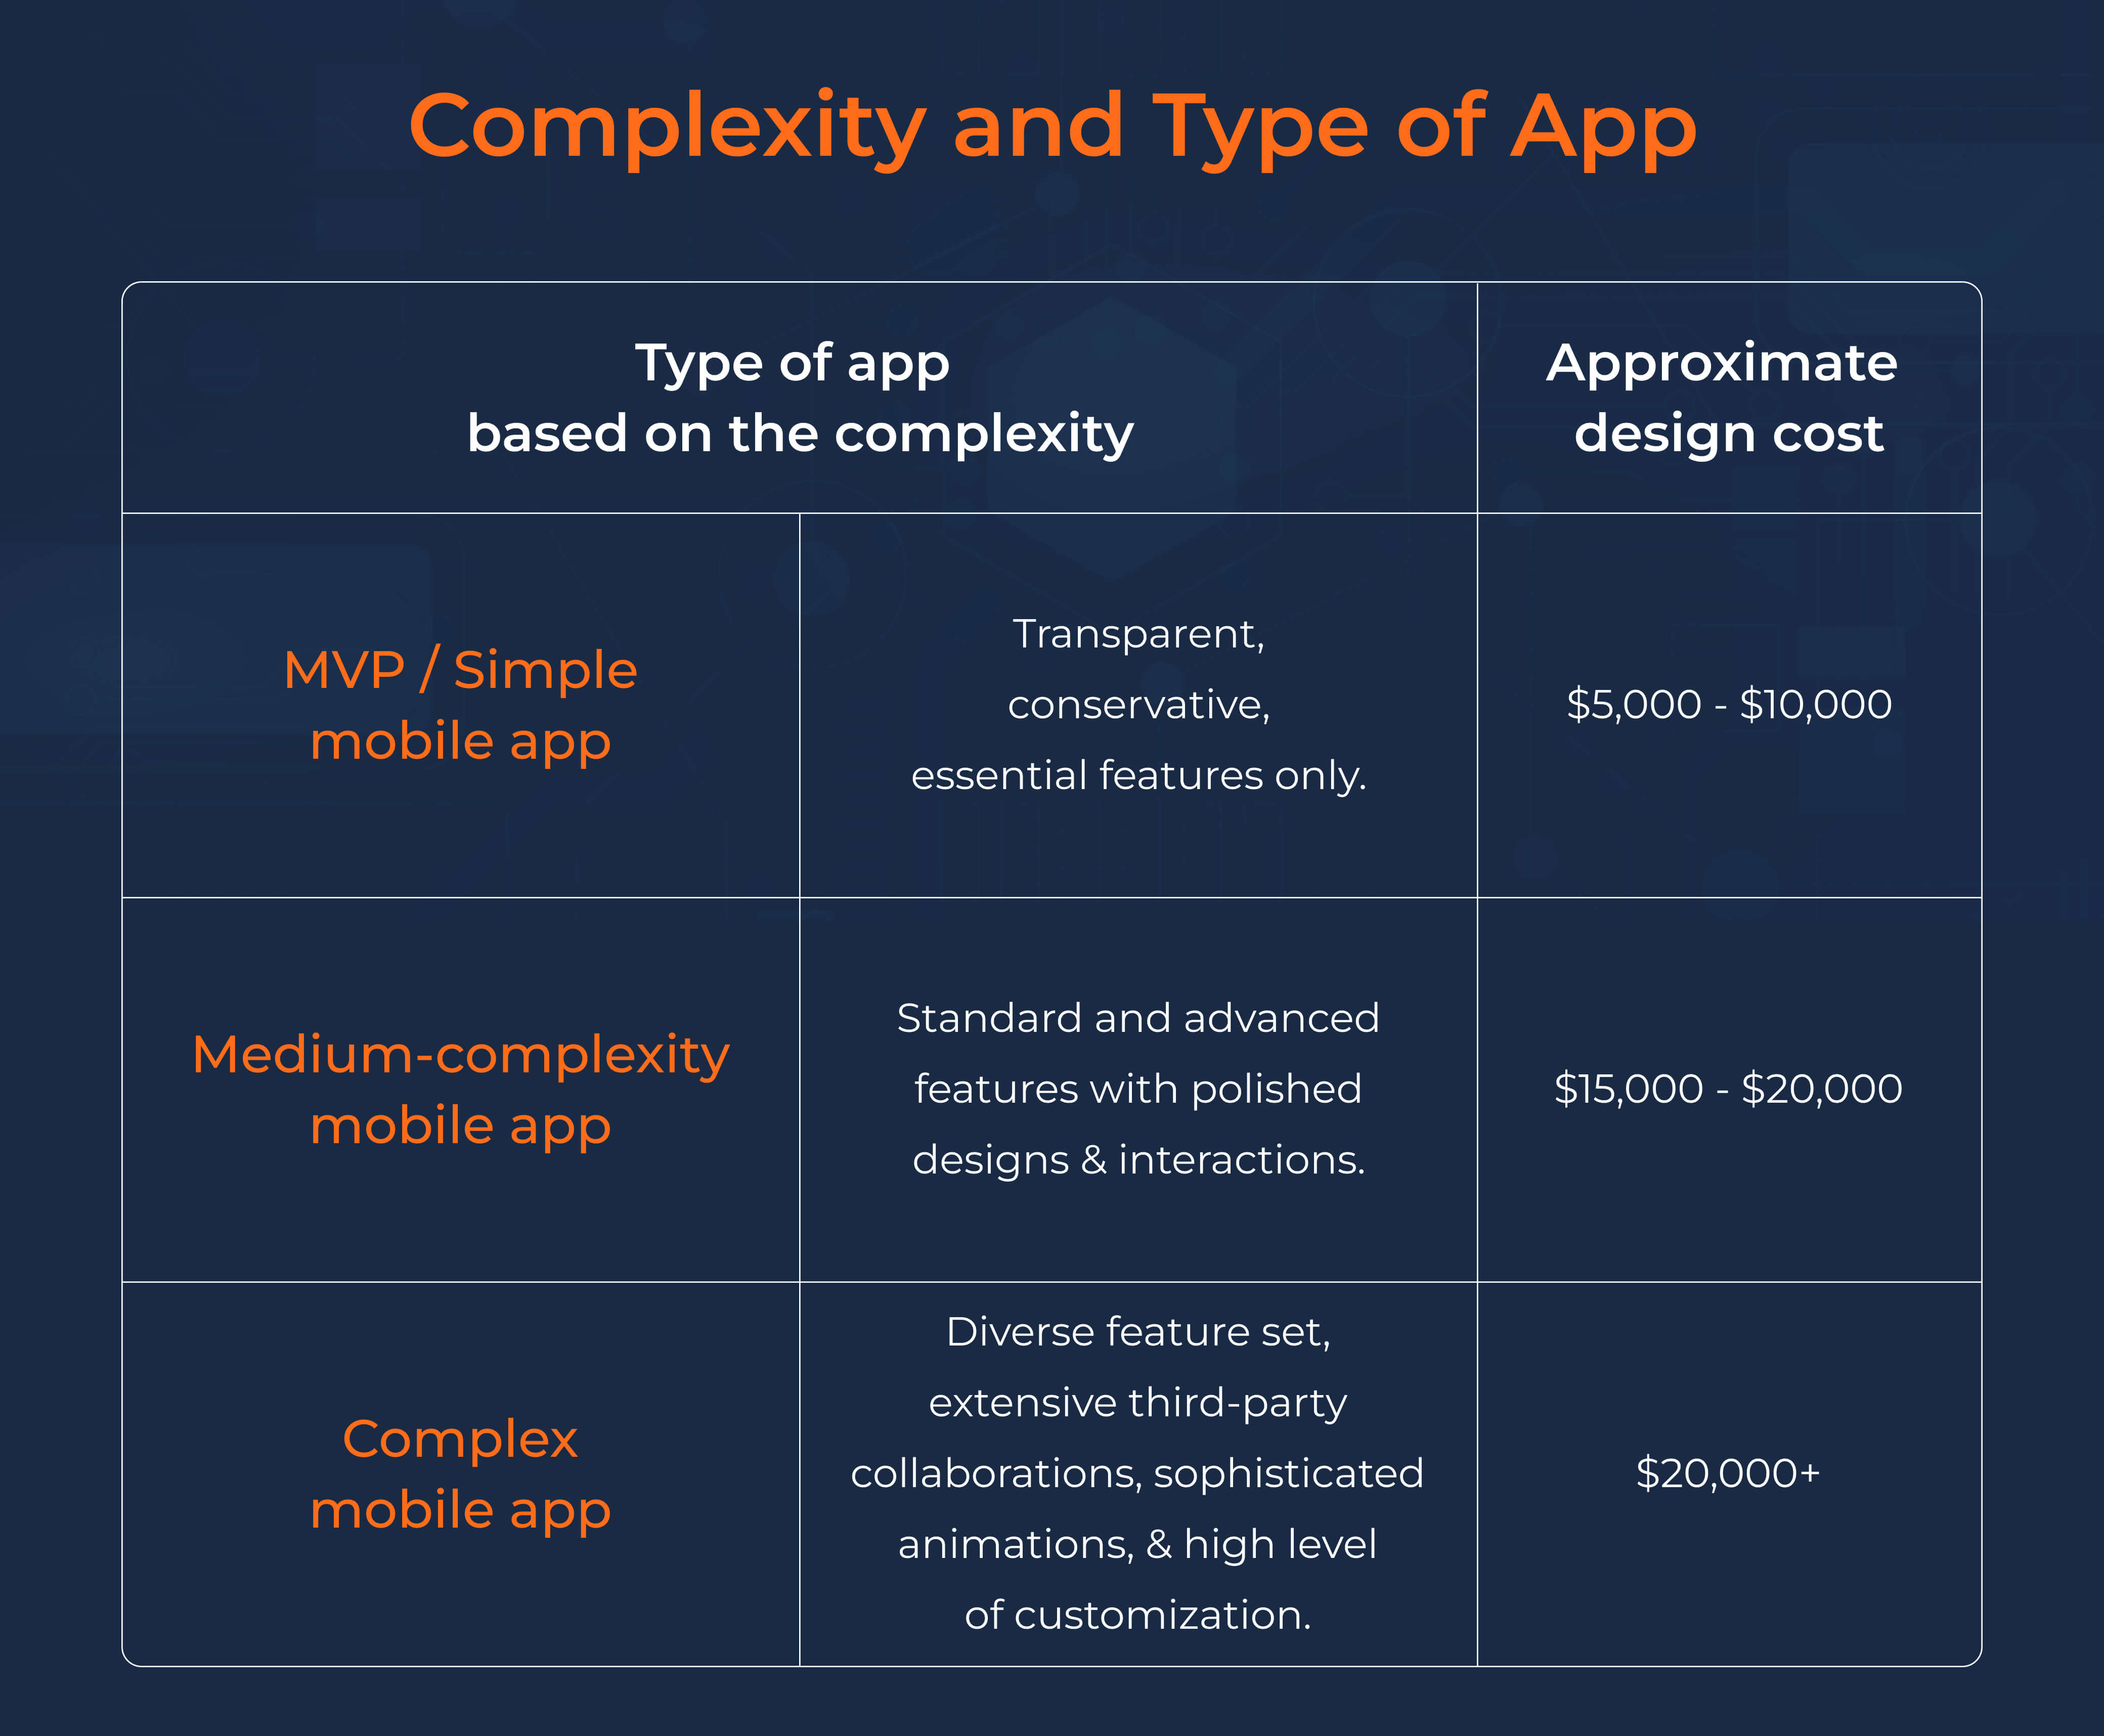 Complexity and Type of App
Type of app
based on the complexity
Approximate
design cost
MVP / Simple
mobile app
Transparent,
conservative,
essential features only.
$5,000 - $10,000
Medium-complexity
mobile app
Standard and advanced
features with polished
designs & interactions.
$15,000 - $20,000
Complex
mobile app
Diverse feature set,
extensive third-party
collaborations, sophisticated
animations, & high level
of customization.
$20,000+